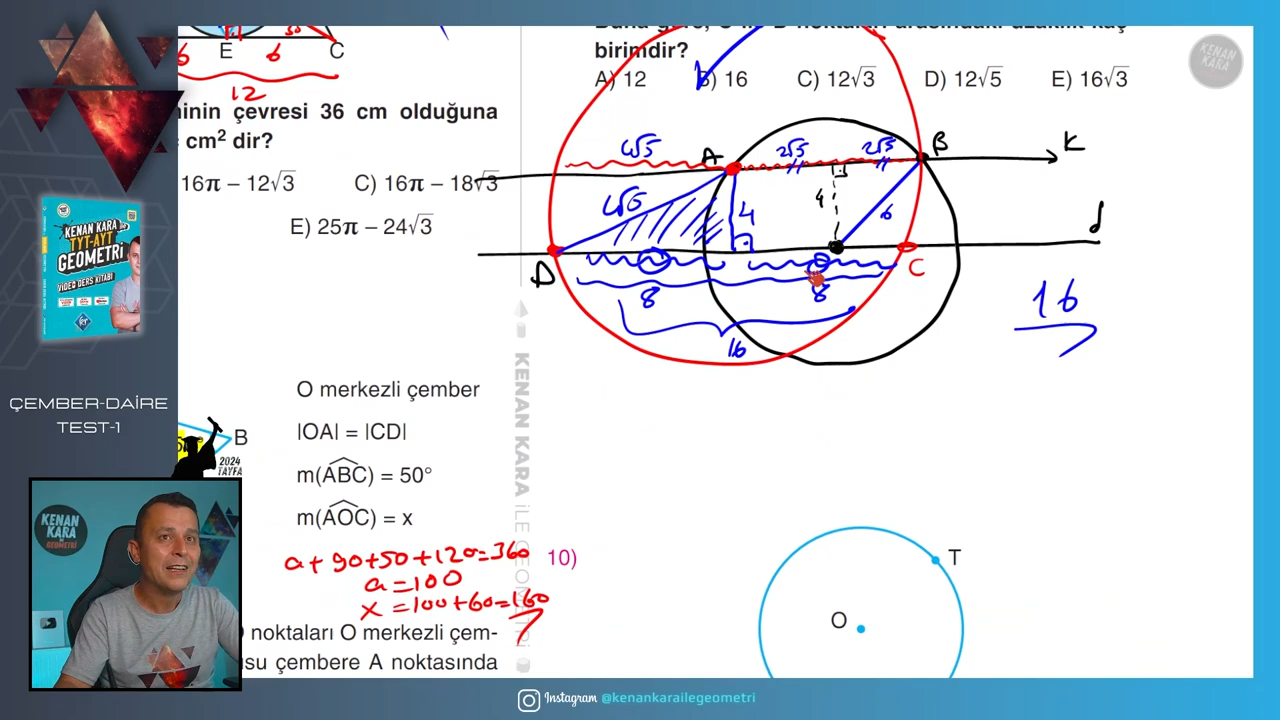 ÇEMBER-DAİRE
TEST-1
KENAN KARA
TYT-AYT
GEOMETRİ
VİDEO DERS KİTABI
KENAN
KARA
GEOMETRİ
6 E 6 C
12
ninin çevresi 36 cm olduğuna
cm² dir?
16π − 12√3
C) 16π − 18√3
E) 25π − 24√3
B
2024
TAYFA
O merkezli çember
|OA| = |CD|
m(ABC) = 50°
m(AOC) = x
a + 90+50+120=360
a=100
x =100+60=160
noktaları O merkezli çem-
usu çembere A noktasında
KENAN KARA İLE GEOMETRİ
birimdir?
A) 12
B) 16
C) 12√3
D) 12√5
E) 16√3
4√5 A 2√5 2√5 B K
4√5 4 4 6 d
D C
8 8
16
16
10)
T
O
KENAN
KARA
Instagram @kenankarailegeometri